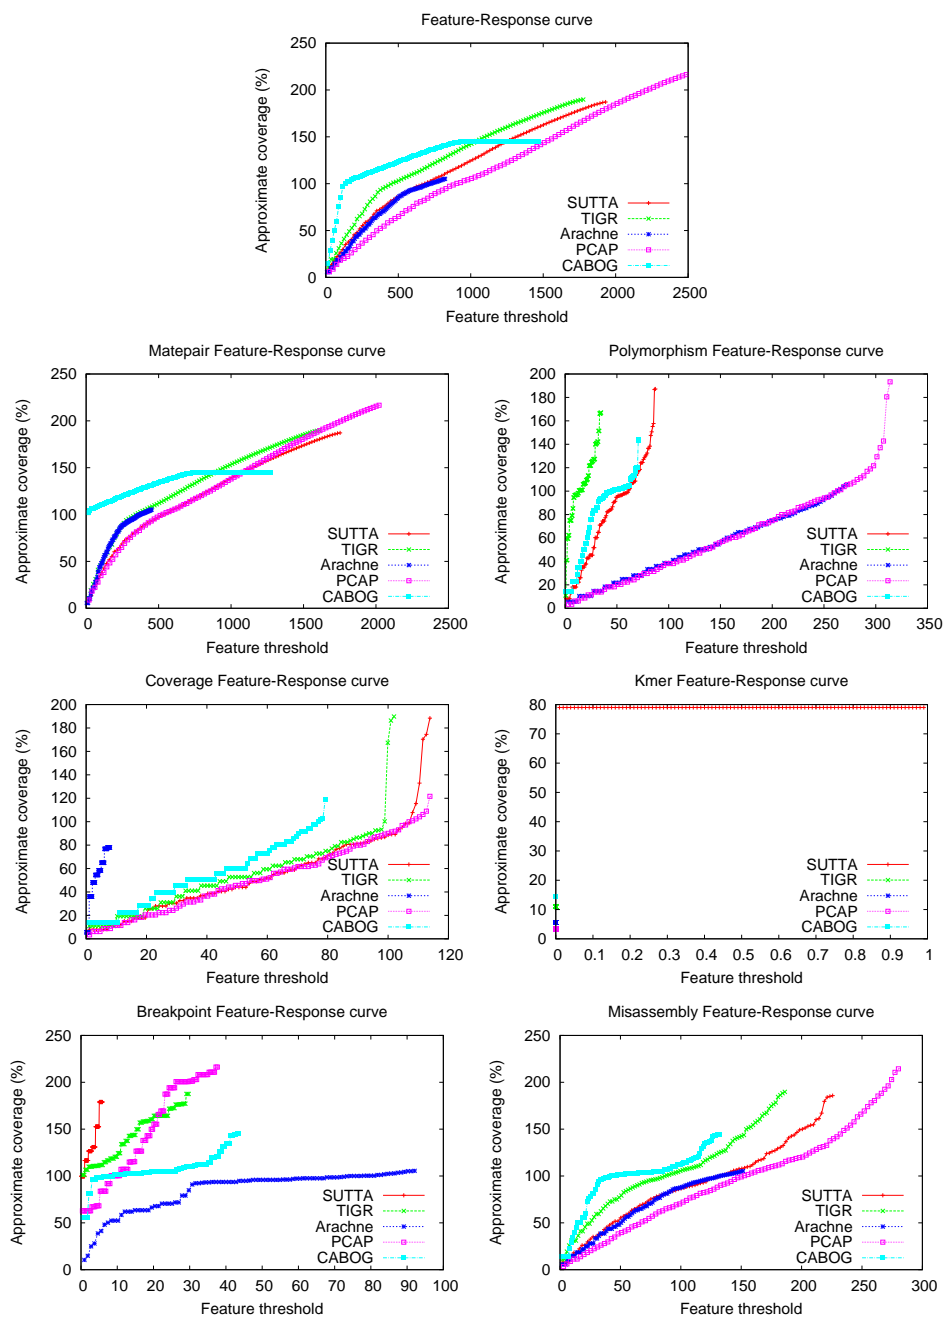 Feature-Response curve
Approximate coverage (%)
250
200
150
100
50
0
SUTTA
TIGR
Arachne
PCAP
CABOG
0 500 1000 1500 2000 2500
Feature threshold
Matepair Feature-Response curve
Approximate coverage (%)
250
200
150
100
50
0
SUTTA
TIGR
Arachne
PCAP
CABOG
0 500 1000 1500 2000 2500
Feature threshold
Polymorphism Feature-Response curve
Approximate coverage (%)
200
180
160
140
120
100
80
60
40
20
0
SUTTA
TIGR
Arachne
PCAP
CABOG
0 50 100 150 200 250 300 350
Feature threshold
Coverage Feature-Response curve
Approximate coverage (%)
200
180
160
140
120
100
80
60
40
20
0
SUTTA
TIGR
Arachne
PCAP
CABOG
0 20 40 60 80 100 120
Feature threshold
Kmer Feature-Response curve
Approximate coverage (%)
80
70
60
50
40
30
20
10
0
SUTTA
TIGR
Arachne
PCAP
CABOG
0 0.1 0.2 0.3 0.4 0.5 0.6 0.7 0.8 0.9 1
Feature threshold
Breakpoint Feature-Response curve
Approximate coverage (%)
250
200
150
100
50
0
SUTTA
TIGR
Arachne
PCAP
CABOG
0 10 20 30 40 50 60 70 80 90 100
Feature threshold
Misassembly Feature-Response curve
Approximate coverage (%)
250
200
150
100
50
0
SUTTA
TIGR
Arachne
PCAP
CABOG
0 50 100 150 200 250 300
Feature threshold